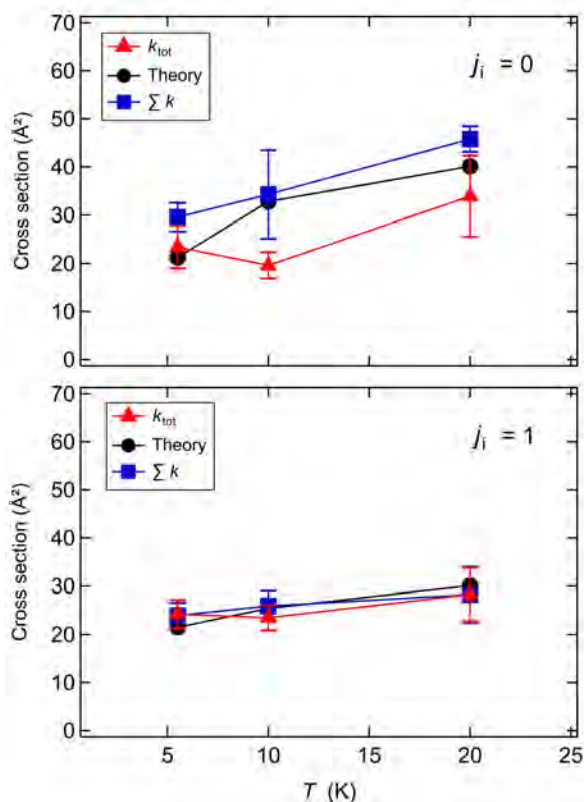 70
60
50
40
30
20
10
0
Cross section (Å²)
k_tot
Theory
∑ k
j_i = 0
70
60
50
40
30
20
10
0
Cross section (Å²)
k_tot
Theory
∑ k
j_i = 1
5 10 15 20 25
T (K)